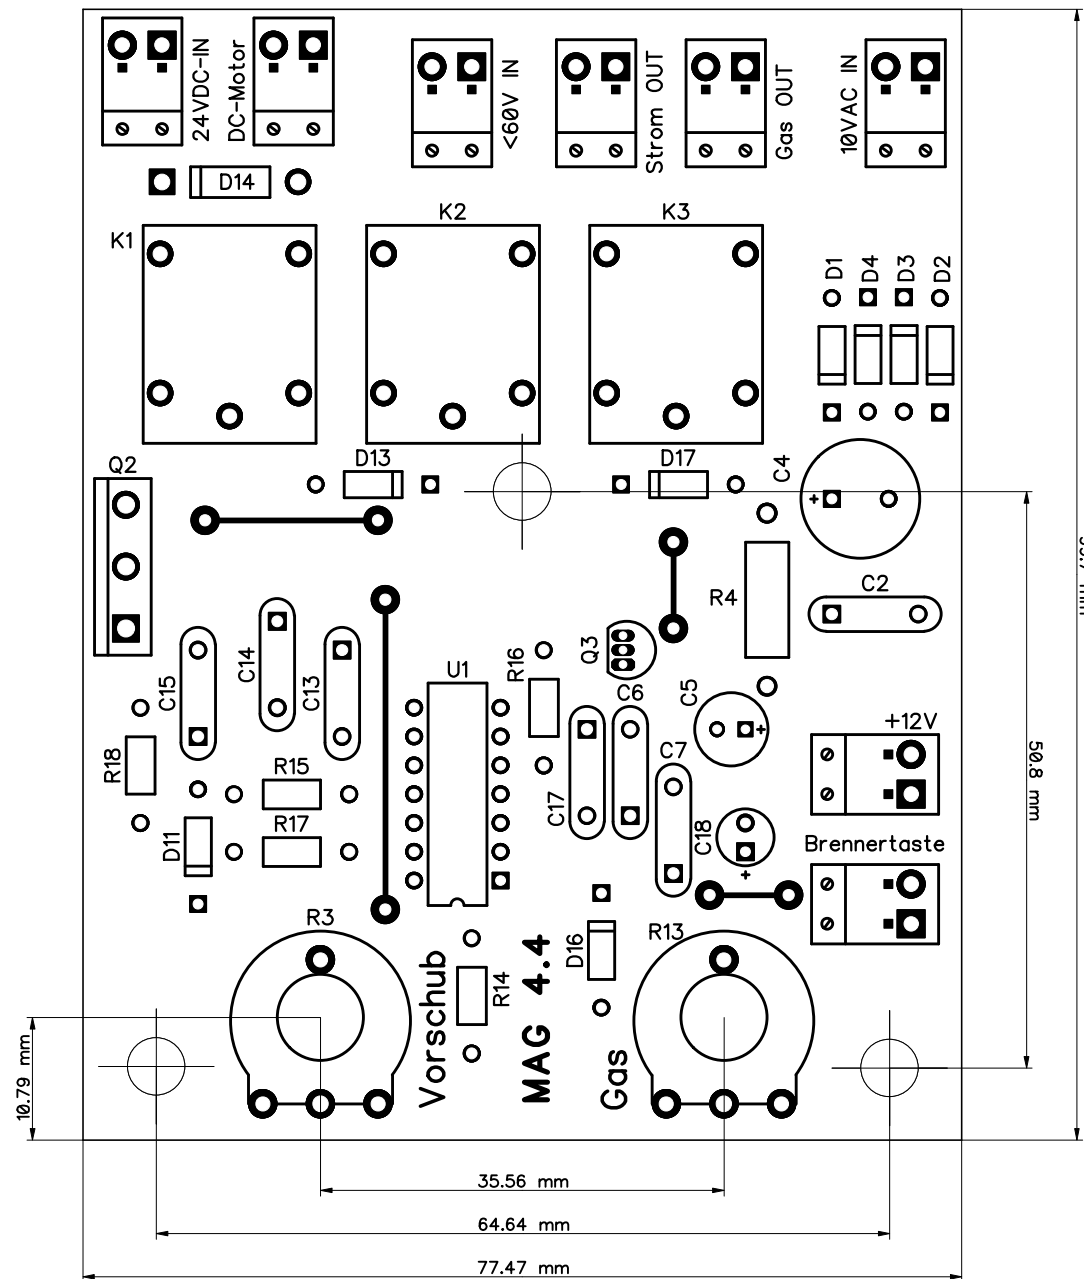 24VDC-IN
DC-Motor
<60V IN
Strom OUT
Gas OUT
10VAC IN
D14
K1
K2
K3
D1
D4
D3
D2
Q2
D13
D17
C4
R4
C2
Q3
C14
C15
C13
U1
R16
C6
C5
+12V
R18
R15
C7
C17
D11
R17
C18
Brennertaste
R3
R13
D16
Vorschub
R14
MAG 4.4
Gas
50.8 mm
10.79 mm
35.56 mm
64.64 mm
77.47 mm